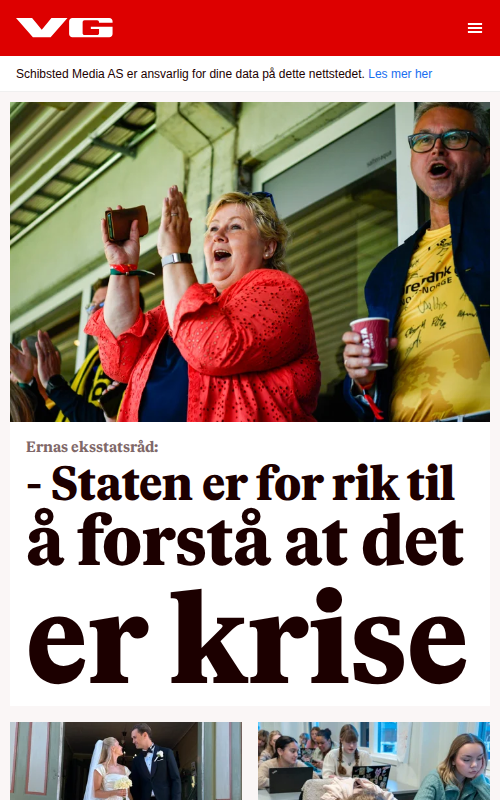 VG
Schibsted Media AS er ansvarlig for dine data på dette nettstedet. Les mer her
Ernas eksstatsråd:
- Staten er for rik til
å forstå at det
er krise